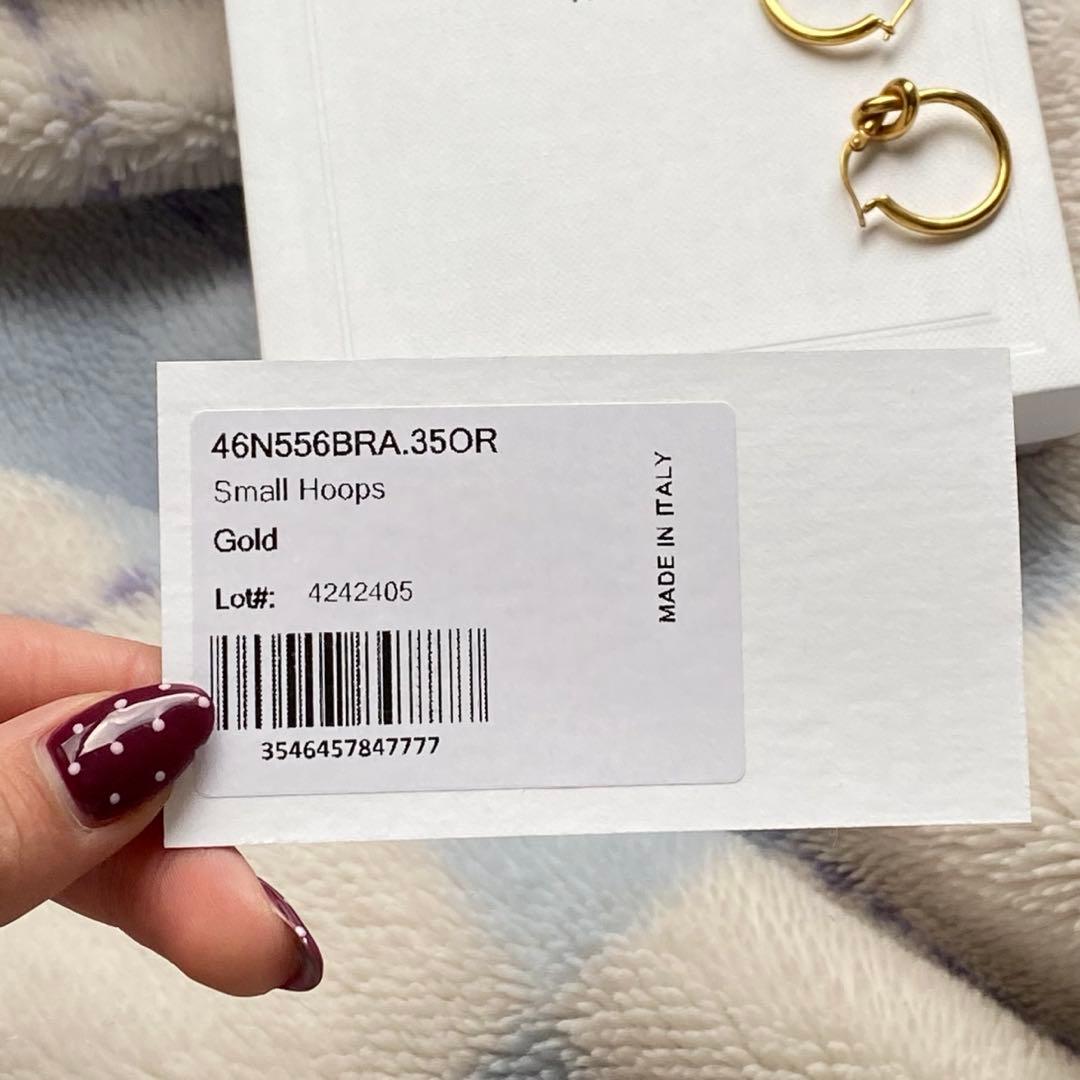 46N556BRA.35OR
Small Hoops
Gold
Lot#: 4242405
3546457847777
MADE IN ITALY